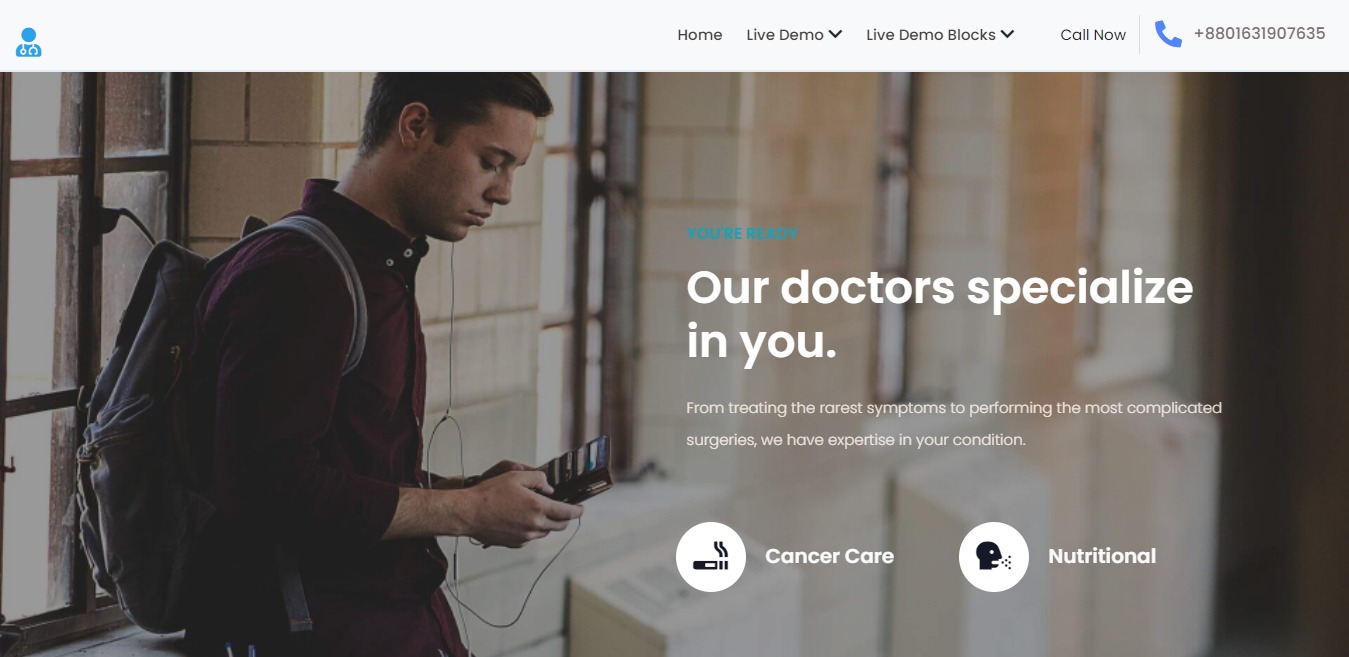 Home
Live Demo
Live Demo Blocks
Call Now
+8801631907635
YOU'RE READY
Our doctors specialize
in you.
From treating the rarest symptoms to performing the most complicated
surgeries, we have expertise in your condition.
Cancer Care
Nutritional